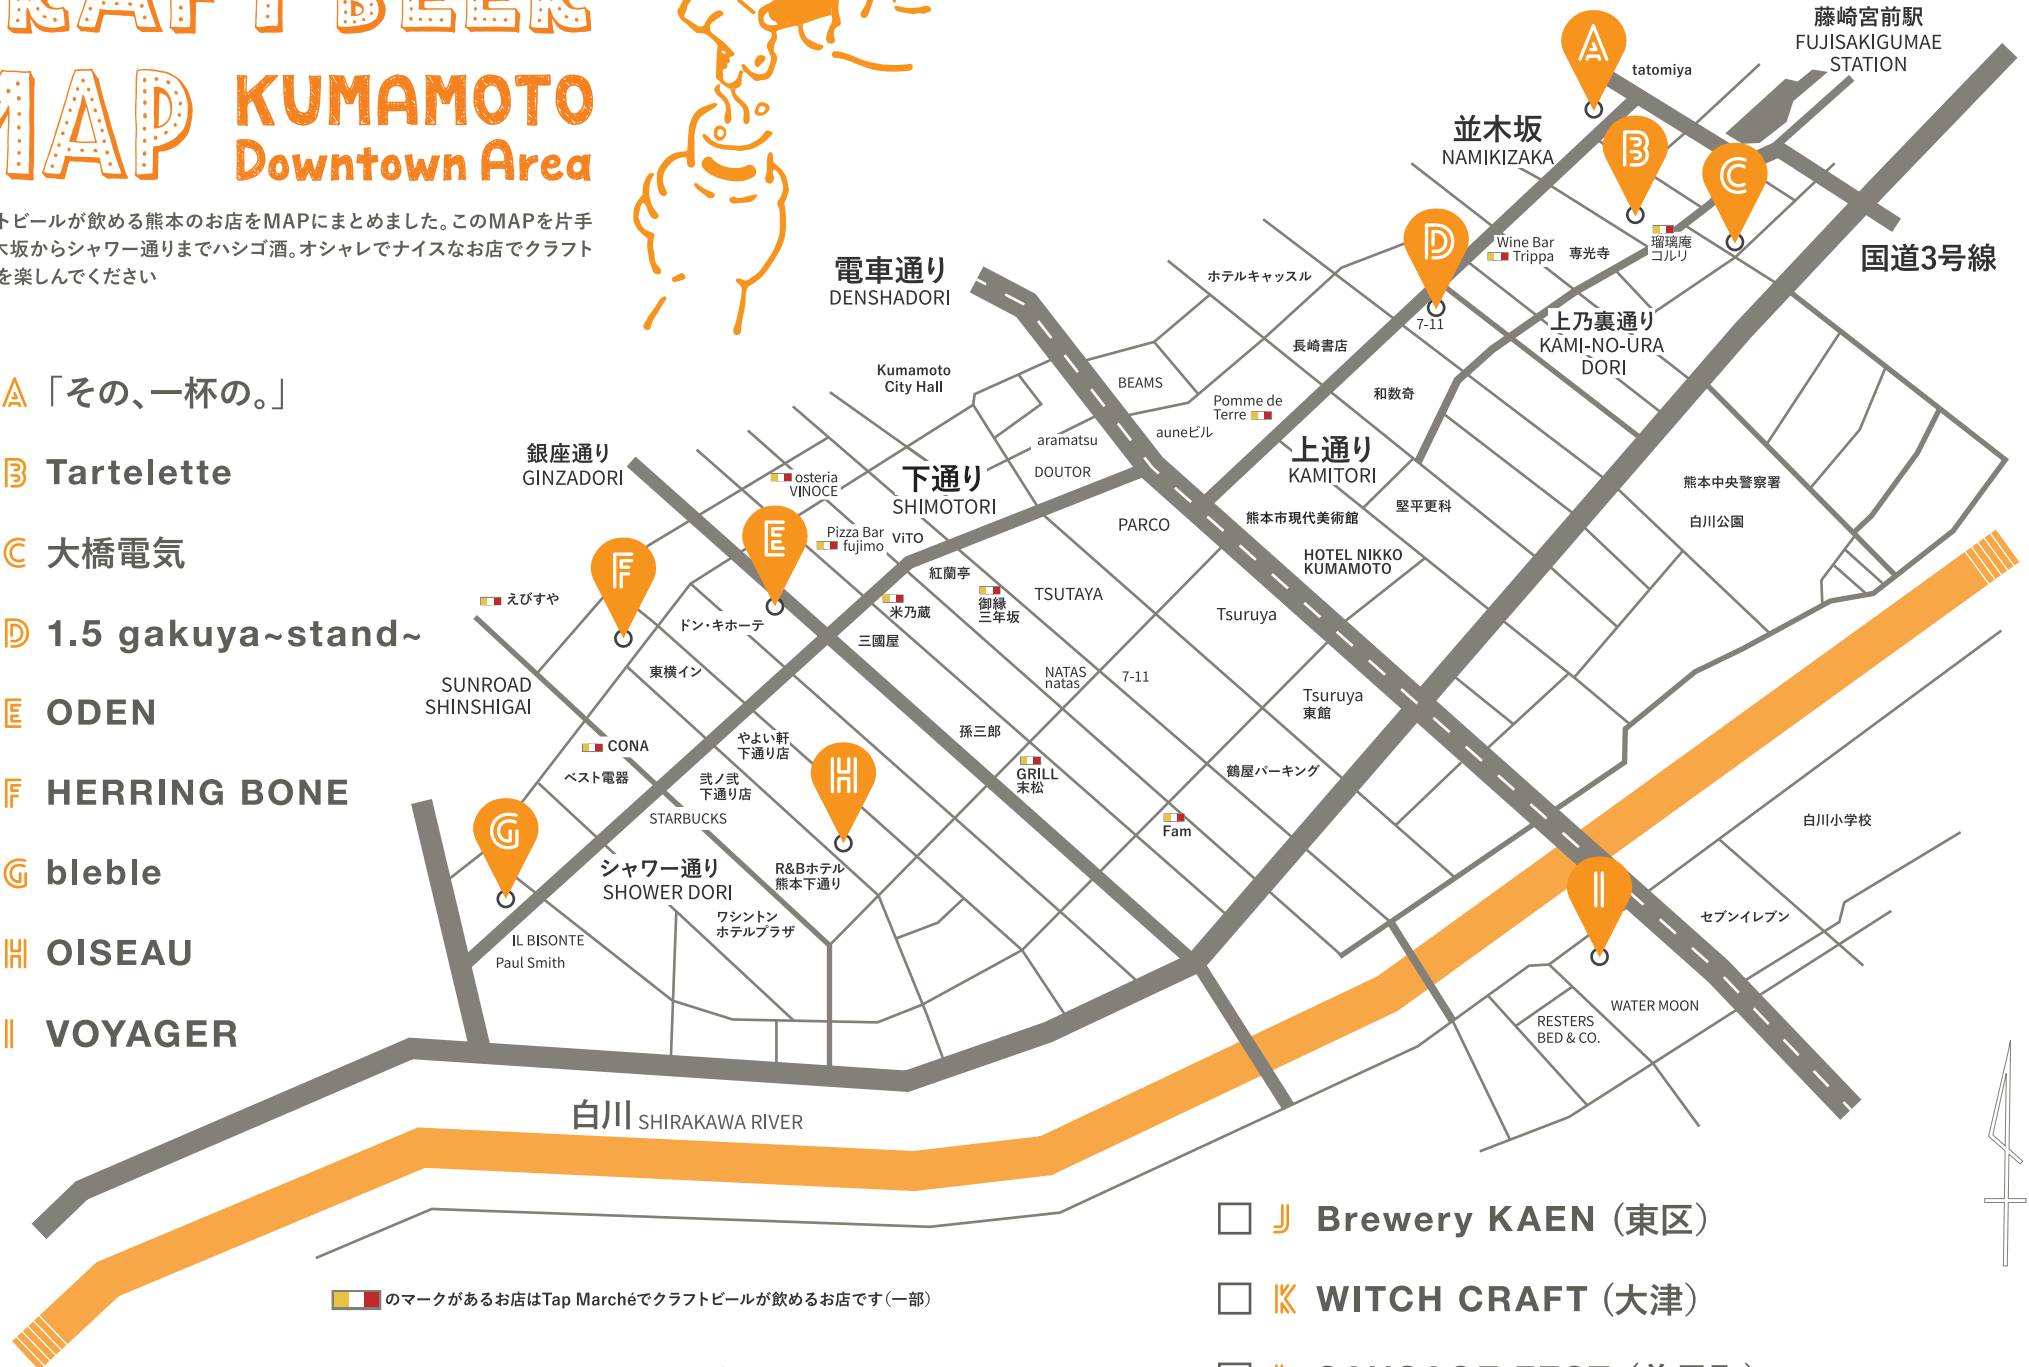 CRAFT BEER
MAP
KUMAMOTO
Downtown Area
トビールが飲める熊本のお店をMAPにまとめました。このMAPを片手
木坂からシャワー通りまでハシゴ酒。オシャレでナイスなお店でクラフト
を楽しんでください
A 「その、一杯の。」
B Tartelette
C 大橋電気
D 1.5 gakuya~stand~
E ODEN
F HERRING BONE
G bleble
H OISEAU
I VOYAGER
藤崎宮前駅
FUJISAKIGUMAE
STATION
A
tatomiya
並木坂
NAMIKIZAKA
B
C
D
Wine Bar
Trippa
専光寺
瑠璃庵
コルリ
国道3号線
電車通り
DENSHADORI
ホテルキャッスル
7-11
上乃裏通り
KAMI-NO-URA
DORI
長崎書店
Kumamoto
City Hall
BEAMS
和数奇
Pomme de
Terre
auneビル
aramatsu
DOUTOR
上通り
KAMITORI
銀座通り
GINZADORI
osteria
VINOCE
下通り
SHIMOTORI
熊本中央警察署
白川公園
堅平更科
熊本市現代美術館
PARCO
HOTEL NIKKO
KUMAMOTO
E
Pizza Bar
fujimo
ViTO
F
紅蘭亭
御縁
三年坂
TSUTAYA
えびすや
米乃蔵
Tsuruya
ドン・キホーテ
三國屋
東横イン
NATAS
natas
7-11
SUNROAD
SHINSHIGAI
Tsuruya
東館
孫三郎
やよい軒
下通り店
CONA
ベスト電器
弐ノ弐
下通り店
H
GRILL
末松
鶴屋パーキング
STARBUCKS
Fam
白川小学校
G
シャワー通り
SHOWER DORI
R&Bホテル
熊本下通り
I
ワシントン
ホテルプラザ
セブンイレブン
IL BISONTE
Paul Smith
WATER MOON
RESTERS
BED & CO.
白川 SHIRAKAWA RIVER
のマークがあるお店はTap Marchéでクラフトビールが飲めるお店です(一部)
J Brewery KAEN (東区)
K WITCH CRAFT (大津)